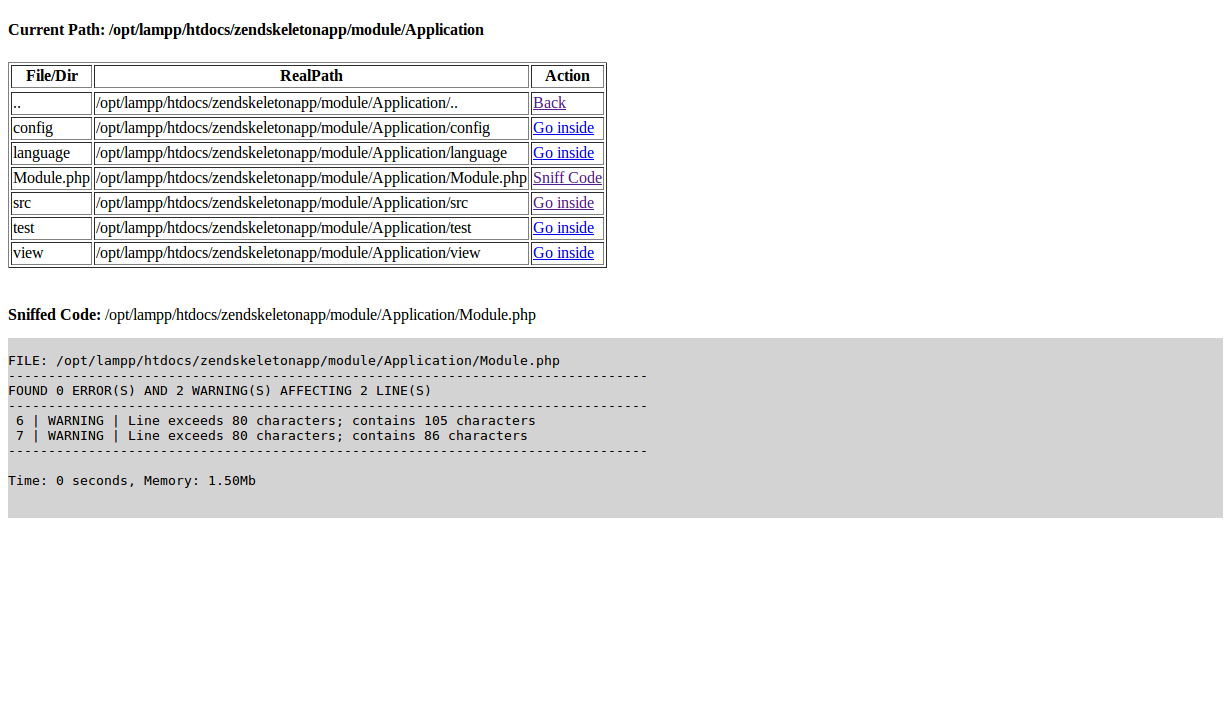 Current Path: /opt/lampp/htdocs/zendskeletonapp/module/Application
File/Dir RealPath Action
.. /opt/lampp/htdocs/zendskeletonapp/module/Application/.. Back
config /opt/lampp/htdocs/zendskeletonapp/module/Application/config Go inside
language /opt/lampp/htdocs/zendskeletonapp/module/Application/language Go inside
Module.php /opt/lampp/htdocs/zendskeletonapp/module/Application/Module.php Sniff Code
src /opt/lampp/htdocs/zendskeletonapp/module/Application/src Go inside
test /opt/lampp/htdocs/zendskeletonapp/module/Application/test Go inside
view /opt/lampp/htdocs/zendskeletonapp/module/Application/view Go inside
Sniffed Code: /opt/lampp/htdocs/zendskeletonapp/module/Application/Module.php
FILE: /opt/lampp/htdocs/zendskeletonapp/module/Application/Module.php
--------------------------------------------------------------------------------
FOUND 0 ERROR(S) AND 2 WARNING(S) AFFECTING 2 LINE(S)
--------------------------------------------------------------------------------
6 | WARNING | Line exceeds 80 characters; contains 105 characters
7 | WARNING | Line exceeds 80 characters; contains 86 characters
--------------------------------------------------------------------------------
Time: 0 seconds, Memory: 1.50Mb